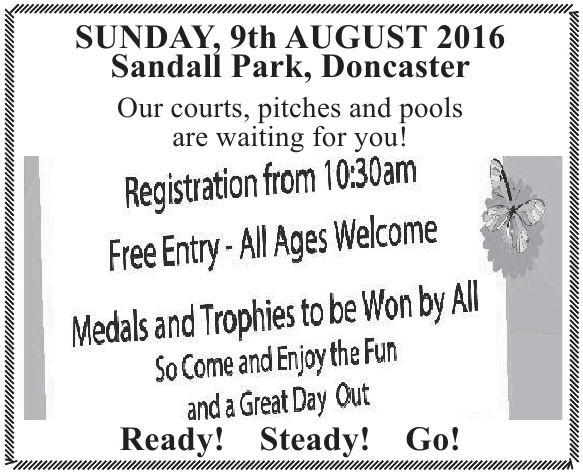 SUNDAY, 9th AUGUST 2016
Sandall Park, Doncaster
Our courts, pitches and pools
are waiting for you!
Registration from 10:30am
Free Entry - All Ages Welcome
Medals and Trophies to be Won by All
So Come and Enjoy the Fun
and a Great Day Out
Ready! Steady! Go!